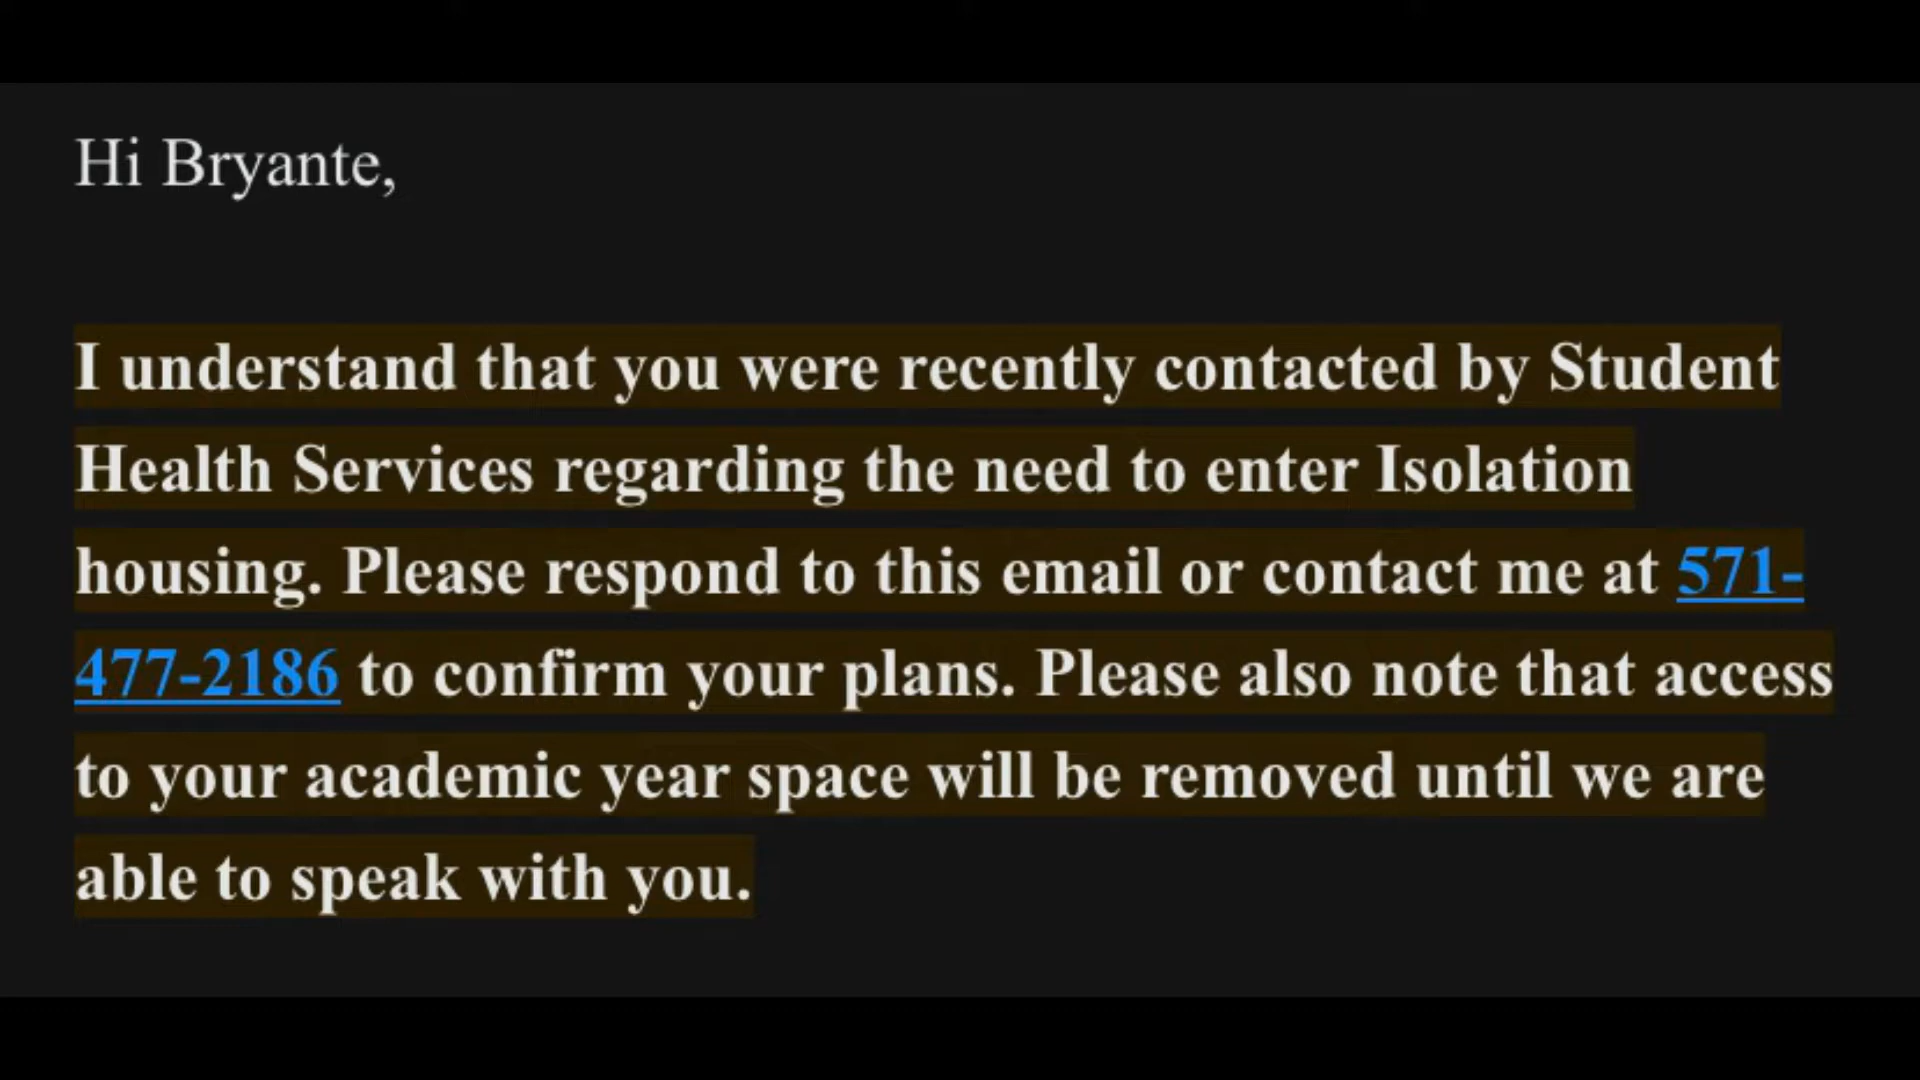 Hi Bryante,
I understand that you were recently contacted by Student
Health Services regarding the need to enter Isolation
housing. Please respond to this email or contact me at 571-
477-2186 to confirm your plans. Please also note that access
to your academic year space will be removed until we are
able to speak with you.